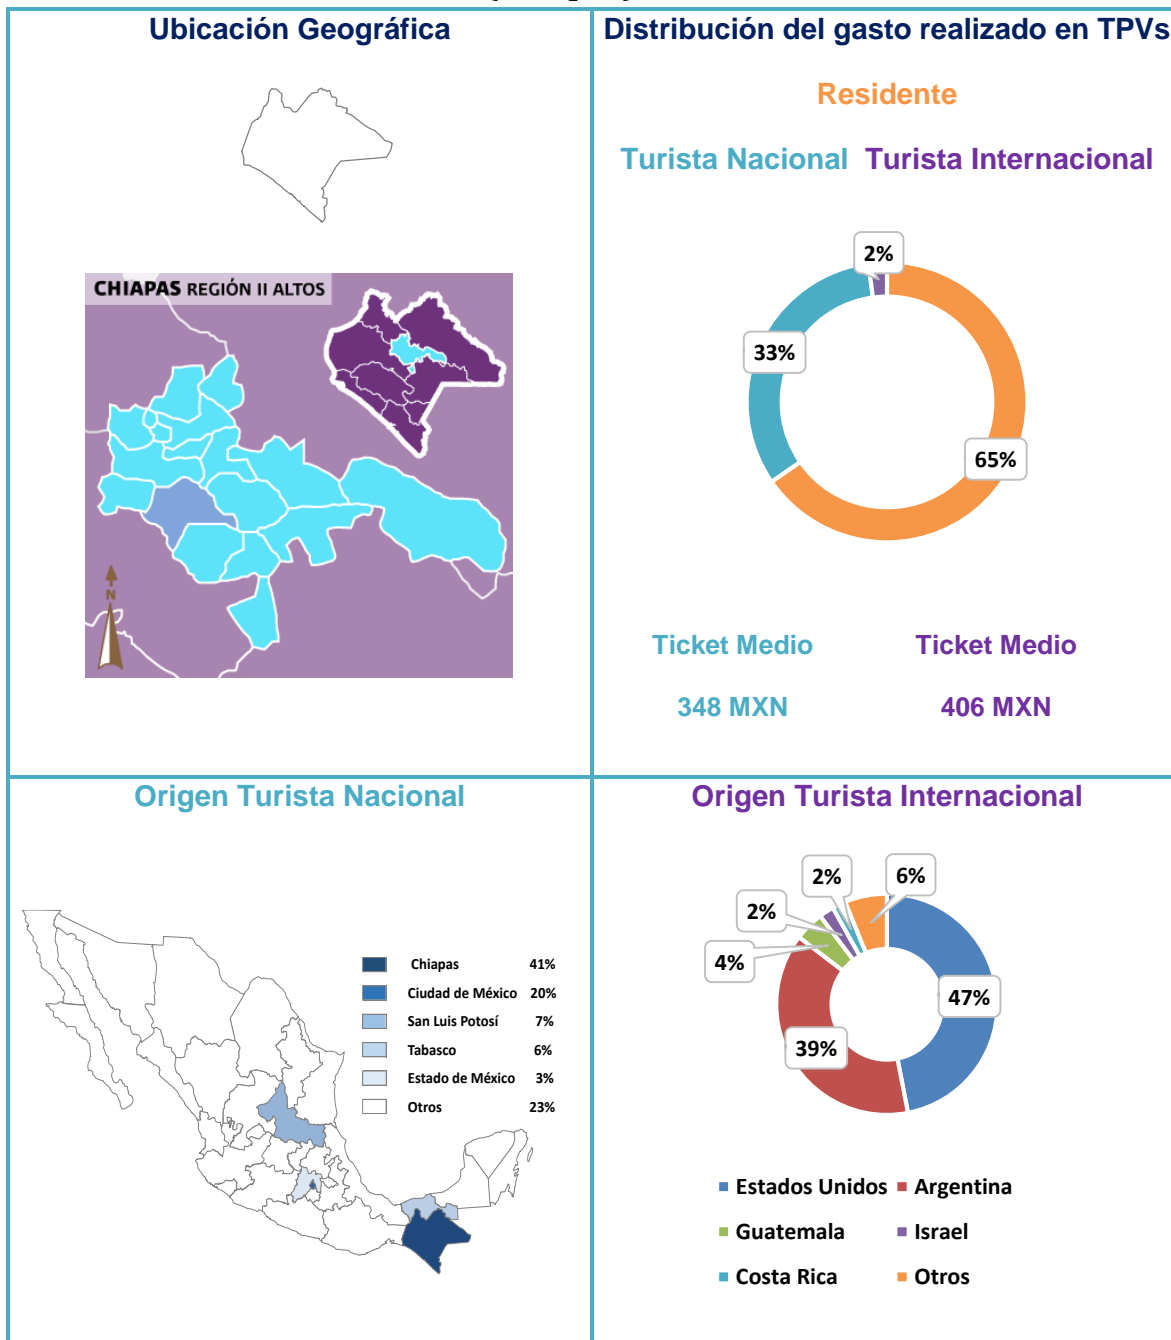 Ubicación Geográfica
CHIAPAS REGIÓN II ALTOS
N
Distribución del gasto realizado en TPVs
Residente
Turista Nacional Turista Internacional
2%
33%
65%
Ticket Medio Ticket Medio
348 MXN 406 MXN
Origen Turista Nacional
Chiapas 41%
Ciudad de México 20%
San Luis Potosí 7%
Tabasco 6%
Estado de México 3%
Otros 23%
Origen Turista Internacional
2% 6%
2%
4%
47%
39%
Estados Unidos Argentina
Guatemala Israel
Costa Rica Otros